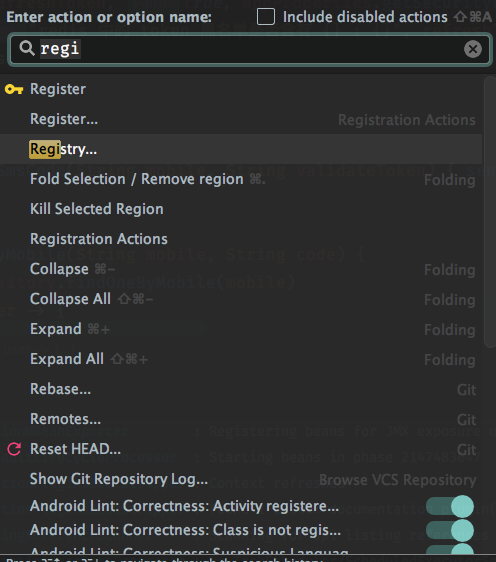 Enter action or option name: Include disabled actions ⇧⌘A
regi
Register
Register... Registration Actions
Registry...
Fold Selection / Remove region ⌘. Folding
Kill Selected Region
Registration Actions
Collapse ⌘- Folding
Collapse All ⇧⌘- Folding
Expand ⌘+ Folding
Expand All ⇧⌘+ Folding
Rebase... Git
Remotes... Git
Reset HEAD... Git
Show Git Repository Log... Browse VCS Repository
Android Lint: Correctness: Activity registere...
Android Lint: Correctness: Class is not regis...
Android Lint: Correctness: Suspicious Languag
to navigate through the search history